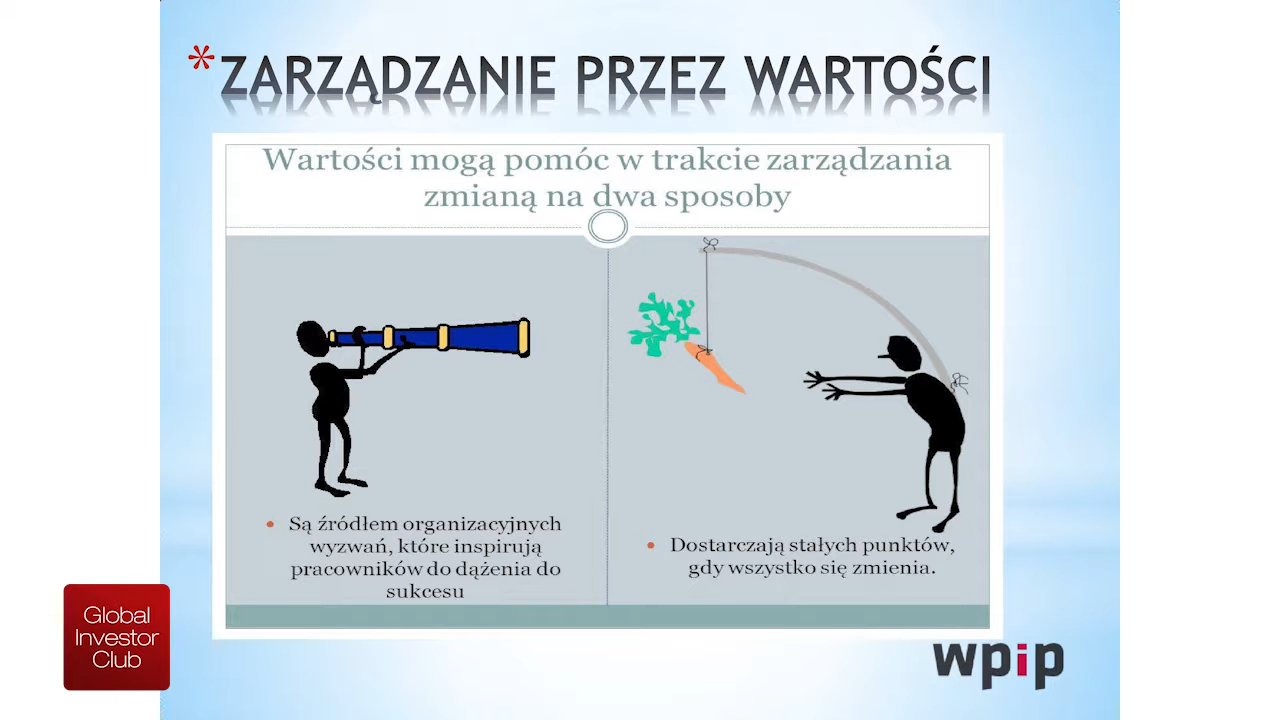 * ZARZĄDZANIE PRZEZ WARTOŚCI
Wartości mogą pomóc w trakcie zarządzania
zmianą na dwa sposoby
• Są źródłem organizacyjnych
wyzwań, które inspirują
pracowników do dążenia do
sukcesu
• Dostarczają stałych punktów,
gdy wszystko się zmienia.
Global
Investor
Club
wpip